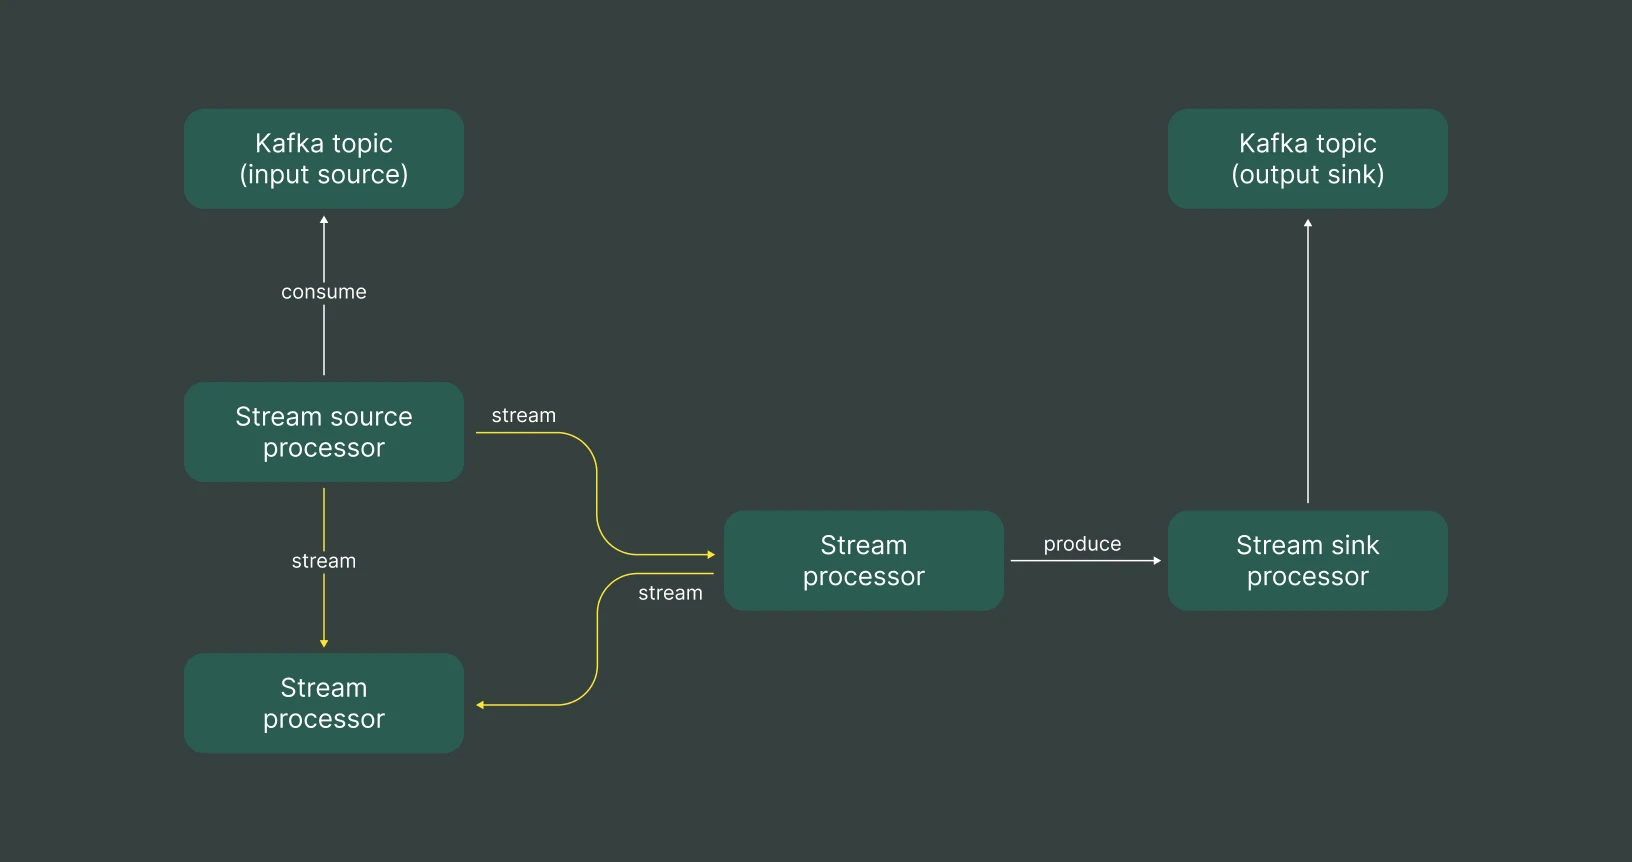 Kafka topic
(input source)
Kafka topic
(output sink)
consume
Stream source
processor
stream
stream
Stream
processor
produce
Stream sink
processor
stream
Stream
processor